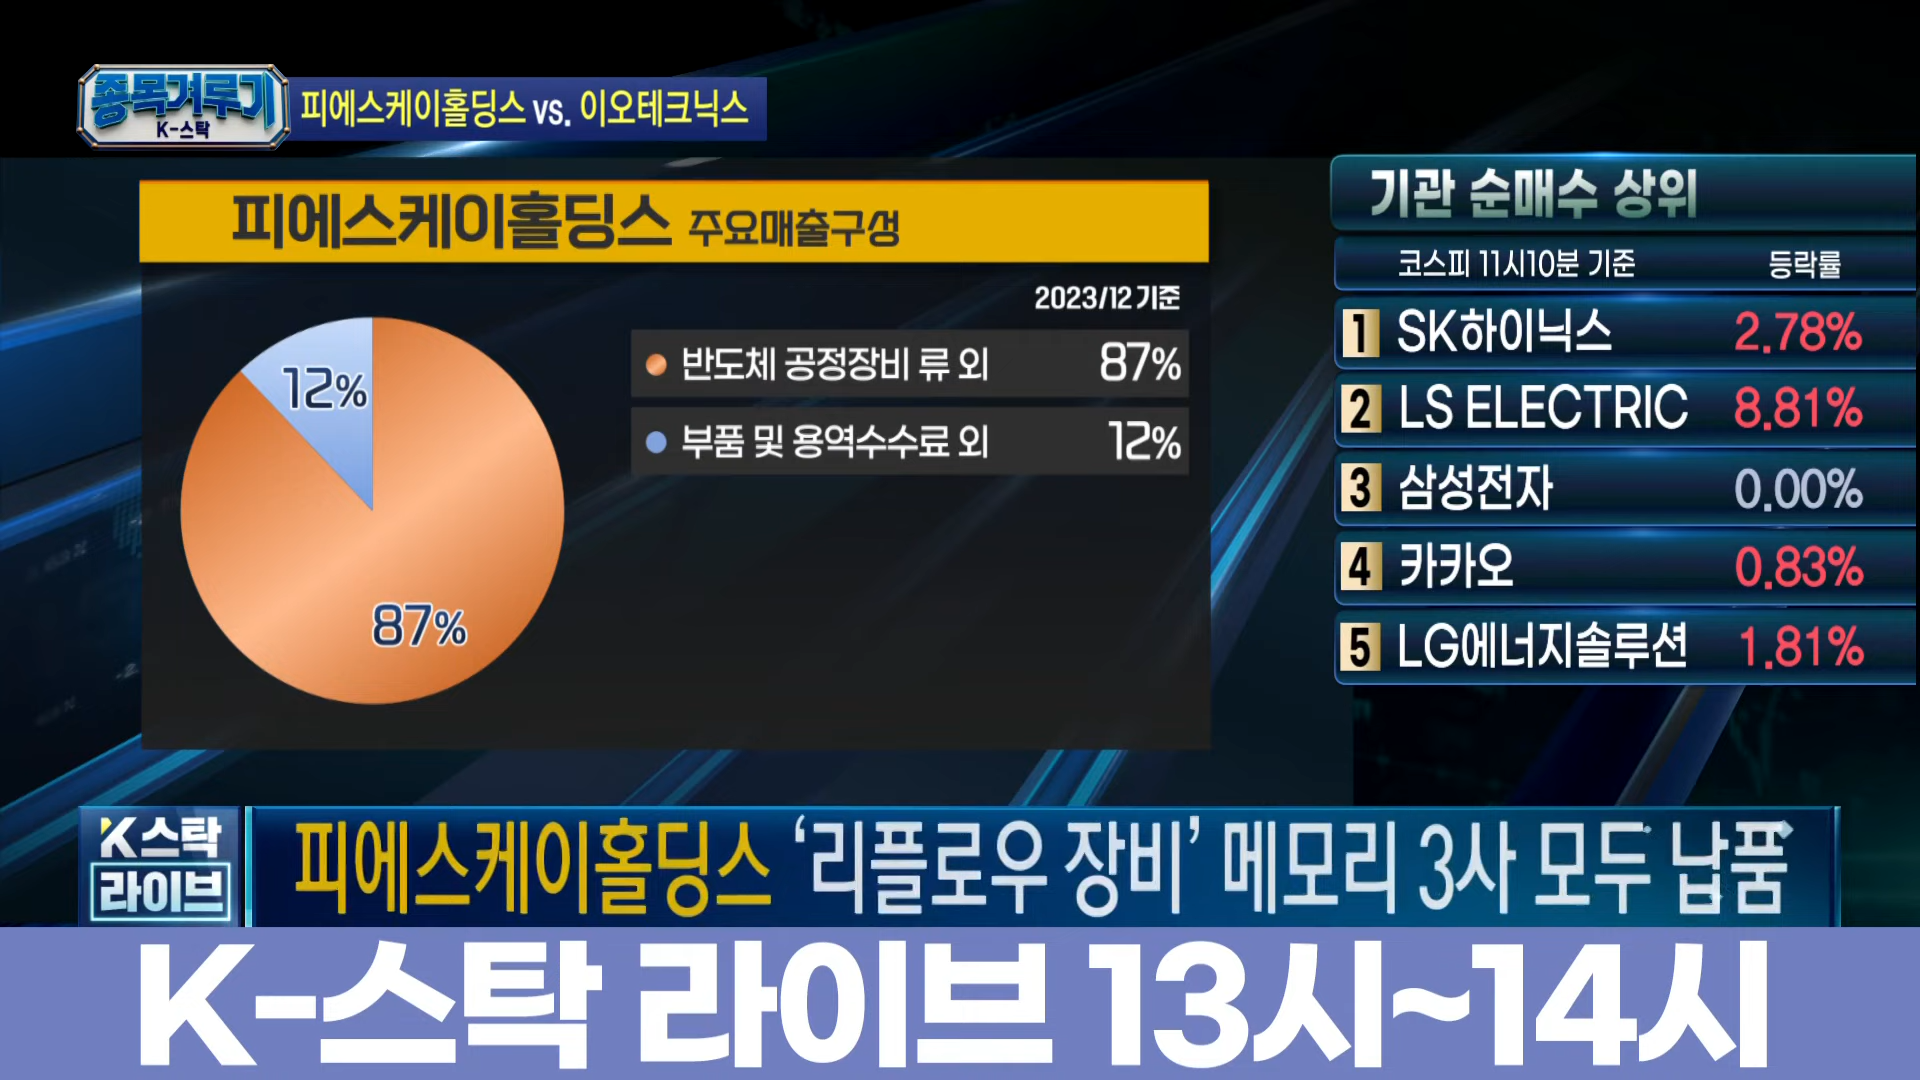 종목겨루기
K-스탁
피에스케이홀딩스 vs. 이오테크닉스
피에스케이홀딩스 주요매출구성
2023/12 기준
12%
87%
반도체 공정장비 류 외 87%
부품 및 용역수수료 외 12%
기관 순매수 상위
코스피 11시10분 기준 등락률
1 SK하이닉스 2.78%
2 LS ELECTRIC 8.81%
3 삼성전자 0.00%
4 카카오 0.83%
5 LG에너지솔루션 1.81%
K스탁
라이브
피에스케이홀딩스 ‘리플로우 장비’ 메모리 3사 모두 납품
K-스탁 라이브 13시~14시